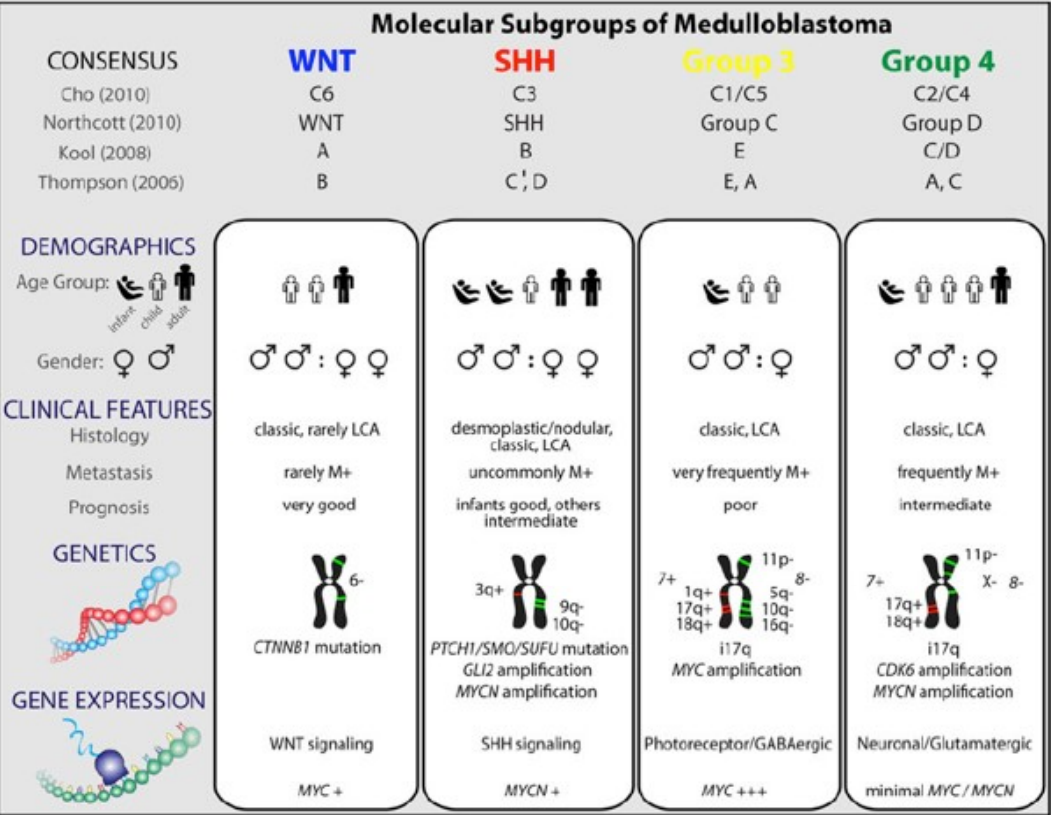 Molecular Subgroups of Medulloblastoma
CONSENSUS WNT SHH Group 3 Group 4
Cho (2010) C6 C3 C1/C5 C2/C4
Northcott (2010) WNT SHH Group C Group D
Kool (2008) A B E C/D
Thompson (2006) B C', D E, A A, C
DEMOGRAPHICS
Age Group:
infant child adult
Gender: ♀ ♂ ♂ ♂ : ♀ ♀ ♂ ♂ : ♀ ♀ ♂ ♂ : ♀ ♂ ♂ : ♀
CLINICAL FEATURES
Histology classic, rarely LCA desmoplastic/nodular, classic, LCA classic, LCA
classic, LCA
Metastasis rarely M+ uncommonly M+ very frequently M+ frequently M+
Prognosis very good infants good, others poor intermediate
intermediate
GENETICS
6-
3q+ 9q-
10q-
7+ 11p- 8-
1q+ 5q-
17q+ 10q-
18q+ 16q-
7+ 11p- X- 8-
17q+
18q+
CTNNB1 mutation PTCH1/SMO/SUFU mutation i17q i17q
GLI2 amplification MYC amplification CDK6 amplification
MYCN amplification MYCN amplification
GENE EXPRESSION
WNT signaling SHH signaling Photoreceptor/GABAergic Neuronal/Glutamatergic
MYC + MYCN + MYC +++ minimal MYC / MYCN